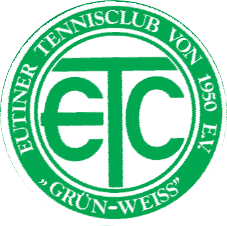 EUTINER TENNISCLUB VON 1950 E.V.
ETC
„GRÜN-WEISS”